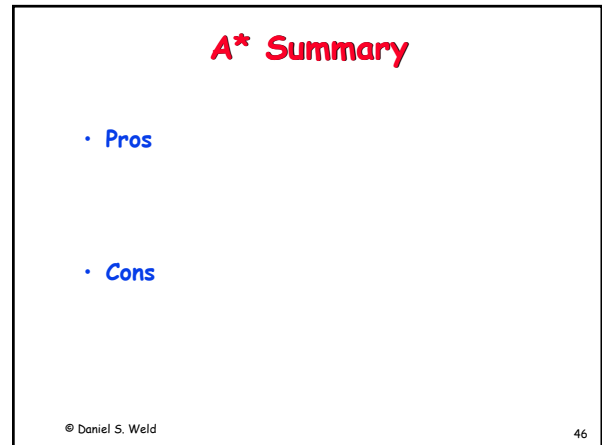 A* Summary
• Pros
• Cons
© Daniel S. Weld
46